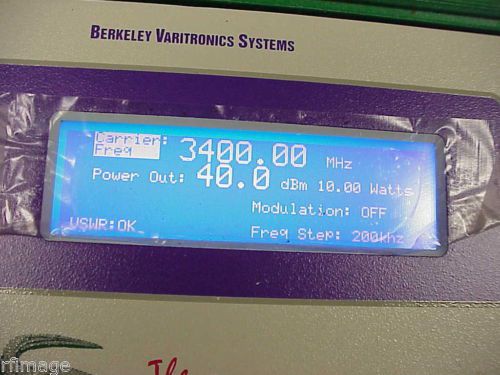 BERKELEY VARITRONICS SYSTEMS
Carrier: 3400.00 MHz
Freq
Power Out: 40.0 dBm 10.00 Watts
Modulation: OFF
VSWR:OK Freq Step: 200khz
rfimage